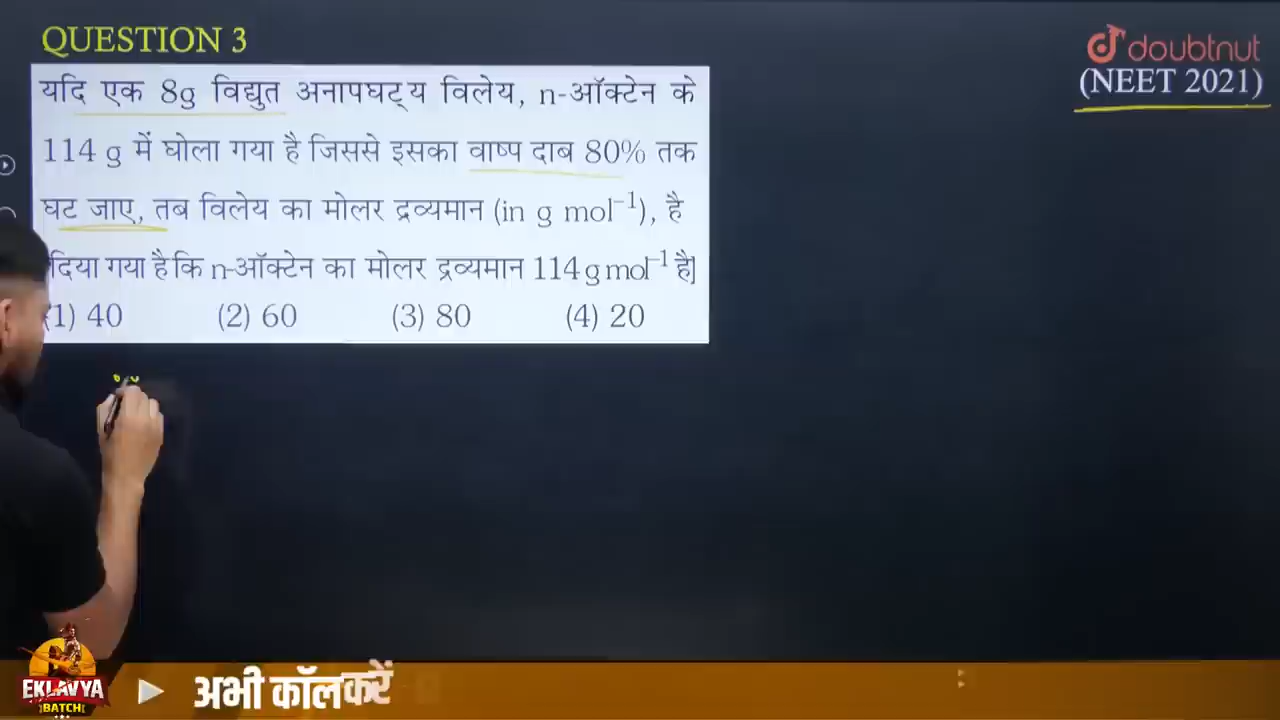 QUESTION 3
doubtnut
(NEET 2021)
यदि एक 8g विद्युत अनापघट्य विलेय, n-ऑक्टेन के
114 g में घोला गया है जिससे इसका वाष्प दाब 80% तक
घट जाए, तब विलेय का मोलर द्रव्यमान (in g mol⁻¹), है
दिया गया है कि n-ऑक्टेन का मोलर द्रव्यमान 114 g mol⁻¹ है]
(1) 40 (2) 60 (3) 80 (4) 20
EKLAVYA
BATCH
अभी कॉल करें